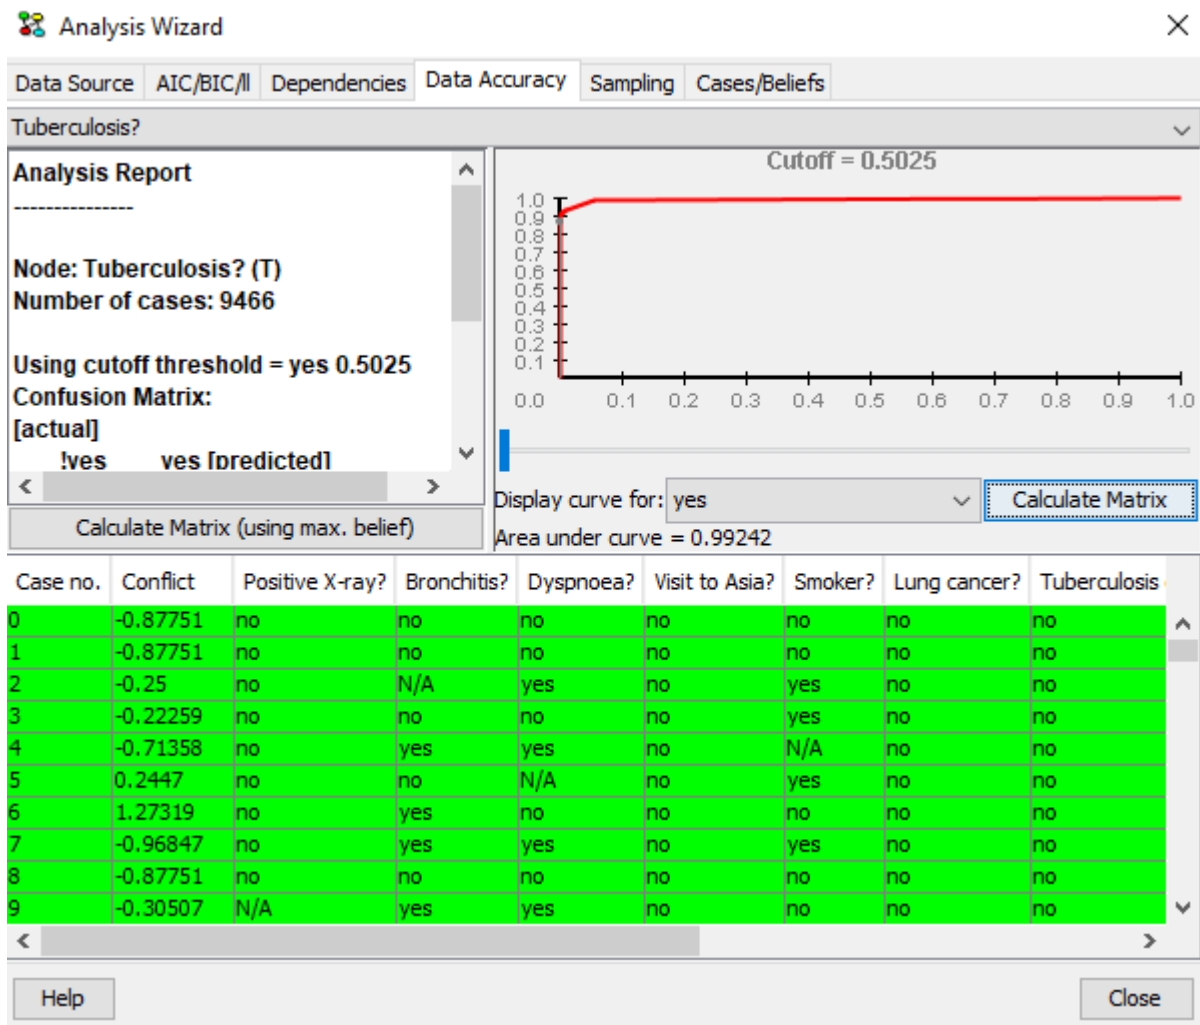 Analysis Wizard
Data Source AIC/BIC/ll Dependencies Data Accuracy Sampling Cases/Beliefs
Tuberculosis?
Analysis Report
---------------
Node: Tuberculosis? (T)
Number of cases: 9466
Using cutoff threshold = yes 0.5025
Confusion Matrix:
[actual]
!yes yes [predicted]
Calculate Matrix (using max. belief)
Cutoff = 0.5025
1.0
0.9
0.8
0.7
0.6
0.5
0.4
0.3
0.2
0.1
0.0 0.1 0.2 0.3 0.4 0.5 0.6 0.7 0.8 0.9 1.0
Display curve for: yes Calculate Matrix
Area under curve = 0.99242
Case no. Conflict Positive X-ray? Bronchitis? Dyspnoea? Visit to Asia? Smoker? Lung cancer? Tuberculosis
0 -0.87751 no no no no no no no
1 -0.87751 no no no no no no no
2 -0.25 no N/A yes no yes no no
3 -0.22259 no no no no yes no no
4 -0.71358 no yes yes no N/A no no
5 0.2447 no no N/A no yes no no
6 1.27319 no yes no no no no no
7 -0.96847 no yes yes no yes no no
8 -0.87751 no no no no no no no
9 -0.30507 N/A yes yes no no no no
Help Close